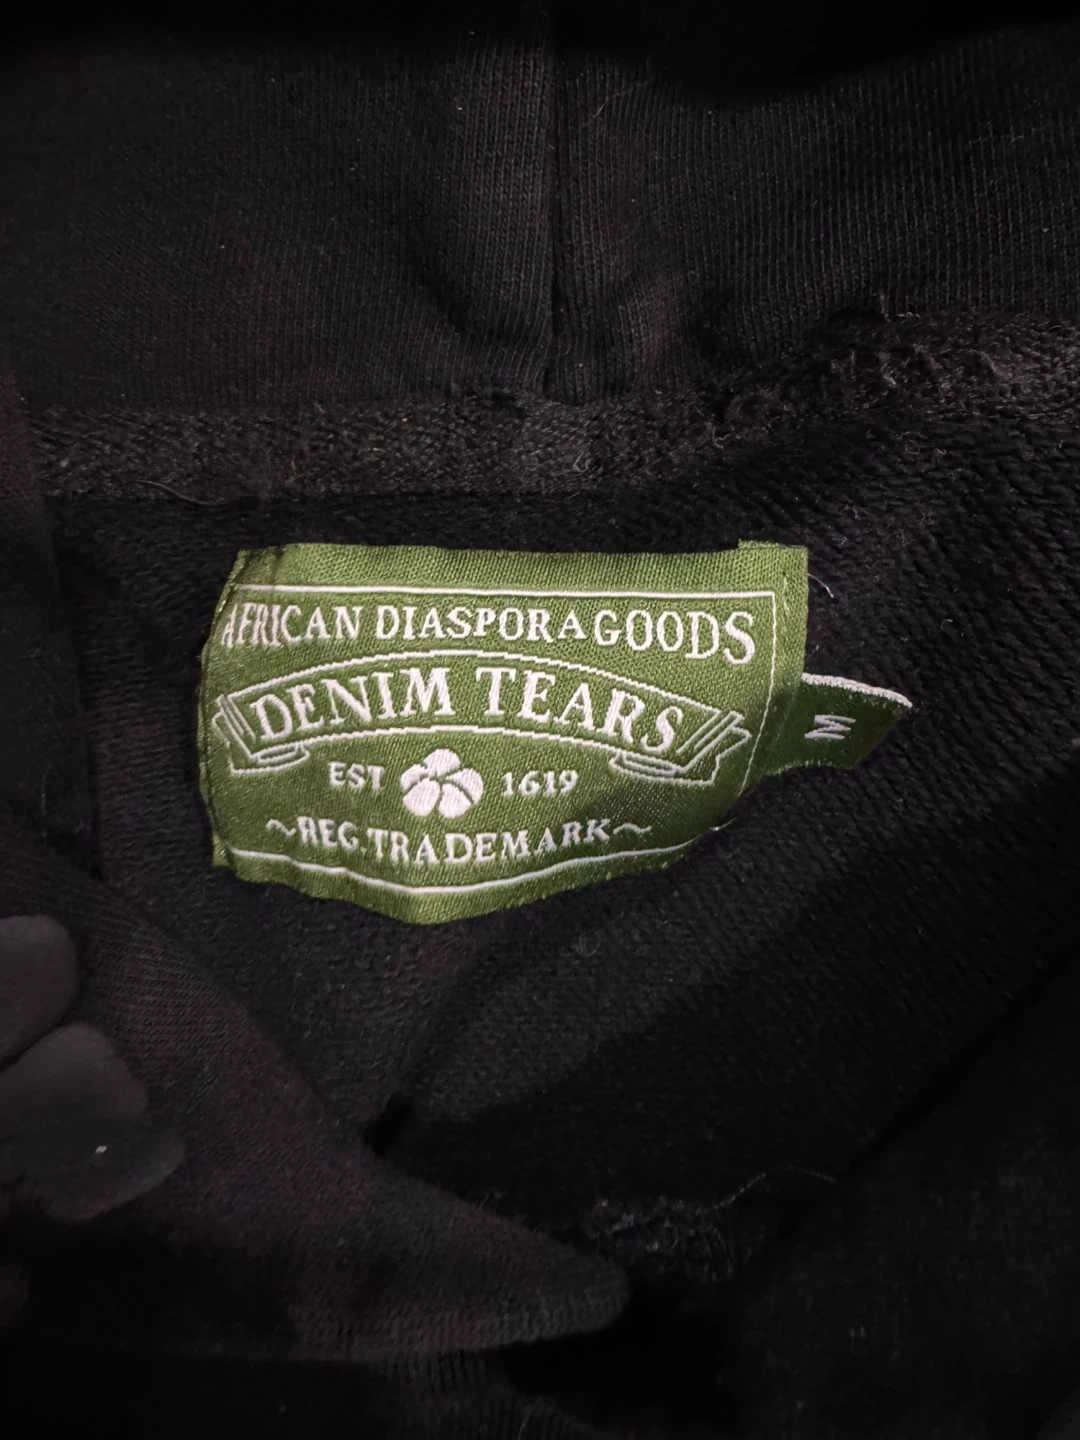 AFRICAN DIASPORA GOODS
DENIM TEARS
EST 1619
~REG.TRADEMARK~
M